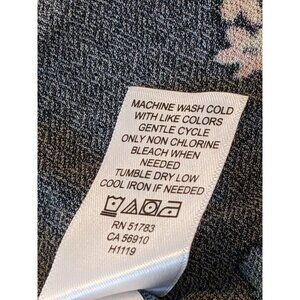 MACHINE WASH COLD
WITH LIKE COLORS
GENTLE CYCLE
ONLY NON CHLORINE
BLEACH WHEN
NEEDED
TUMBLE DRY LOW
COOL IRON IF NEEDED
RN 51783
CA 56910
H1119